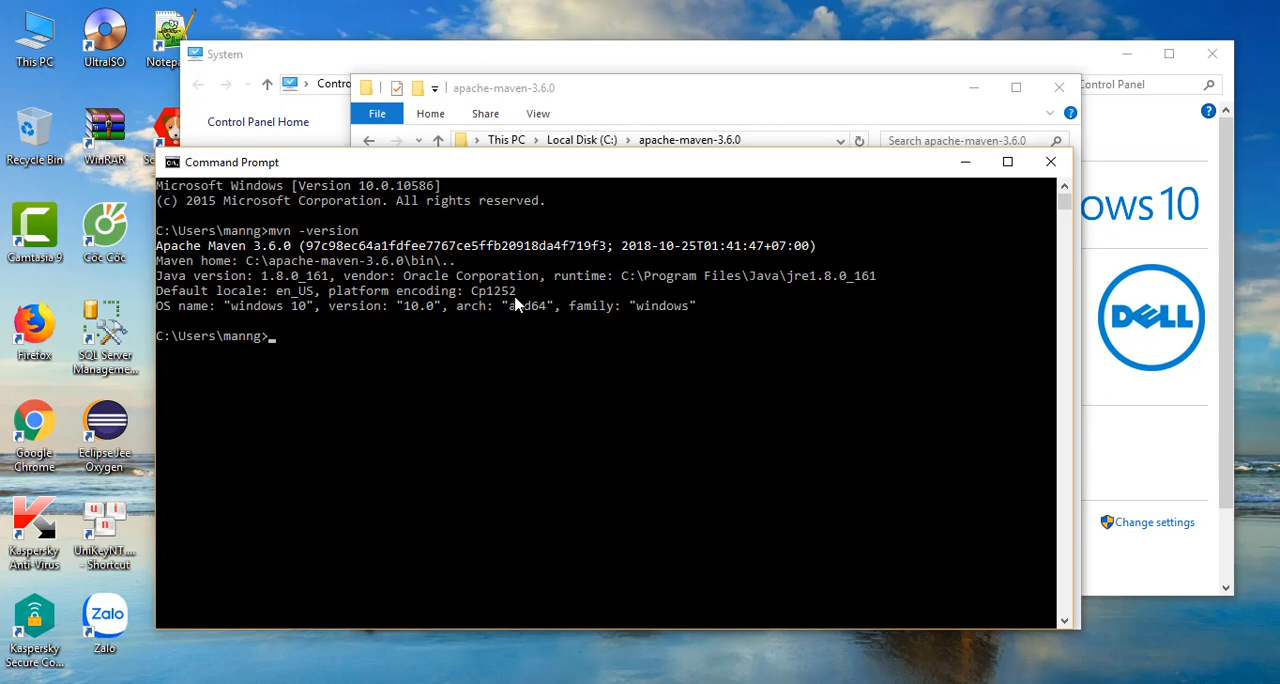 This PC
UltraISO
Recycle Bin
WinRAR
Camtasia 9
Cốc Cốc
Firefox
SQL Server
Manageme...
Google
Chrome
Eclipse Jee
Oxygen
Kaspersky
Anti-Virus
UniKeyNT....
- Shortcut
Kaspersky
Secure Co...
Zalo
Zalo
System
Control Panel
Control Panel Home
apache-maven-3.6.0
File
Home
Share
View
This PC
Local Disk (C:)
apache-maven-3.6.0
Search apache-maven-3.6.0
Command Prompt
Microsoft Windows [Version 10.0.10586]
(c) 2015 Microsoft Corporation. All rights reserved.
C:\Users\manng>mvn -version
Apache Maven 3.6.0 (97c98ec64a1fdfee7767ce5ffb20918da4f719f3; 2018-10-25T01:41:47+07:00)
Maven home: C:\apache-maven-3.6.0\bin\..
Java version: 1.8.0_161, vendor: Oracle Corporation, runtime: C:\Program Files\Java\jre1.8.0_161
Default locale: en_US, platform encoding: Cp1252
OS name: "windows 10", version: "10.0", arch: "amd64", family: "windows"
C:\Users\manng>
10
DELL
Change settings